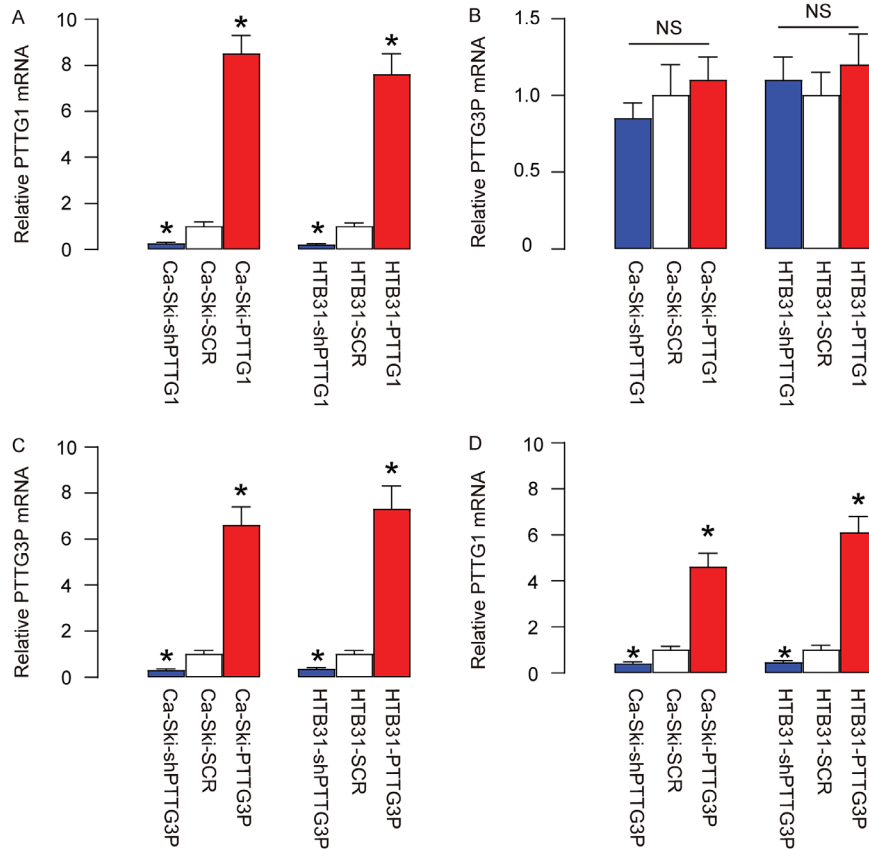 A
Relative PTTG1 mRNA
10
8
6
4
2
0
*
*
*
*
Ca-Ski-shPTTG1
Ca-Ski-SCR
Ca-Ski-PTTG1
HTB31-shPTTG1
HTB31-SCR
HTB31-PTTG1
B
Relative PTTG3P mRNA
1.5
1.0
0.5
0
NS
NS
Ca-Ski-shPTTG1
Ca-Ski-SCR
Ca-Ski-PTTG1
HTB31-shPTTG1
HTB31-SCR
HTB31-PTTG1
C
Relative PTTG3P mRNA
10
8
6
4
2
0
*
*
*
*
Ca-Ski-shPTTG3P
Ca-Ski-SCR
Ca-Ski-PTTG3P
HTB31-shPTTG3P
HTB31-SCR
HTB31-PTTG3P
D
Relative PTTG1 mRNA
10
8
6
4
2
0
*
*
*
*
Ca-Ski-shPTTG3P
Ca-Ski-SCR
Ca-Ski-PTTG3P
HTB31-shPTTG3P
HTB31-SCR
HTB31-PTTG3P